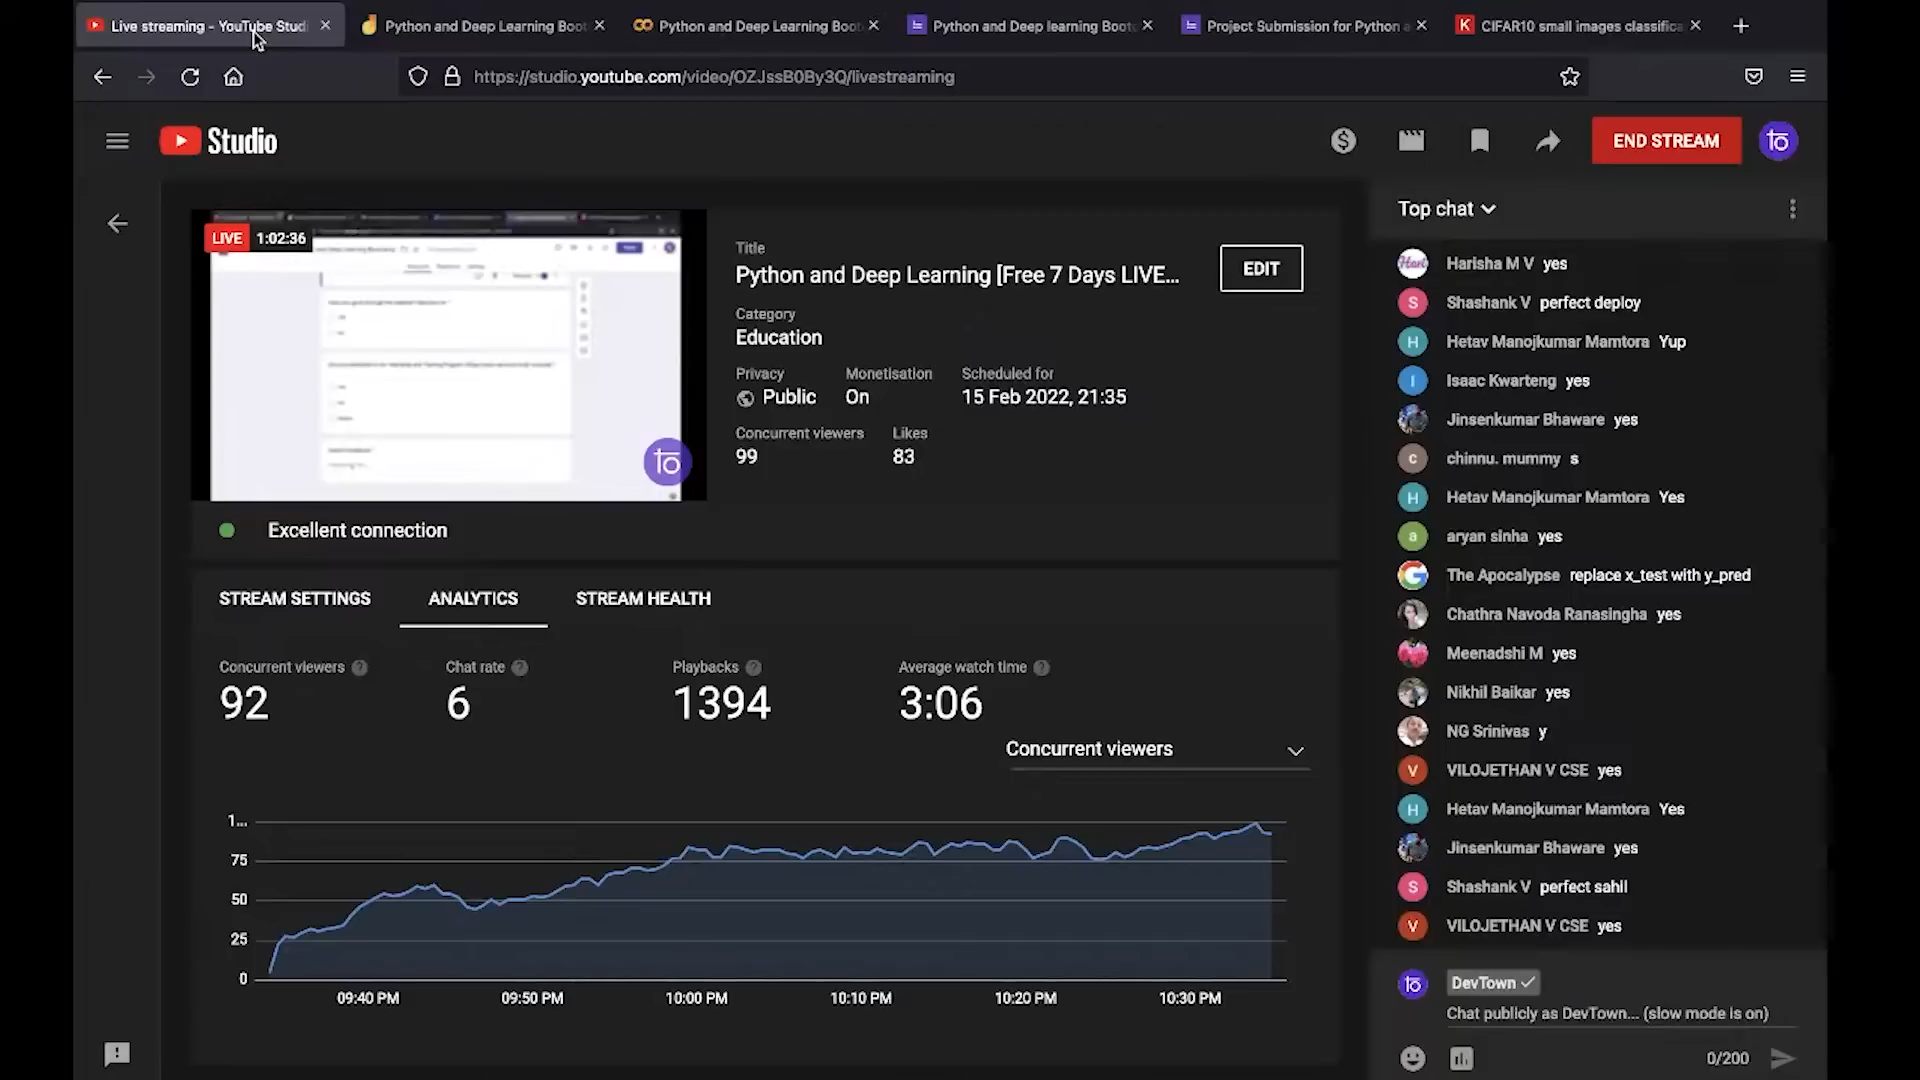 Live streaming - YouTube Studi
Python and Deep Learning Boot
Python and Deep Learning Boot
Python and Deep learning Boot
Project Submission for Python a
CIFAR10 small images classifica
https://studio.youtube.com/video/OZJssB0By3Q/livestreaming
Studio
END STREAM
LIVE 1:02:36
Title
Python and Deep Learning [Free 7 Days LIVE...
EDIT
Category
Education
Privacy Monetisation Scheduled for
Public On 15 Feb 2022, 21:35
Concurrent viewers Likes
99 83
Excellent connection
STREAM SETTINGS ANALYTICS STREAM HEALTH
Concurrent viewers Chat rate Playbacks Average watch time
92 6 1394 3:06
Concurrent viewers
1...
75
50
25
0
09:40 PM 09:50 PM 10:00 PM 10:10 PM 10:20 PM 10:30 PM
Top chat
Harisha M V yes
Shashank V perfect deploy
Hetav Manojkumar Mamtora Yup
Isaac Kwarteng yes
Jinsenkumar Bhaware yes
chinnu. mummy s
Hetav Manojkumar Mamtora Yes
aryan sinha yes
The Apocalypse replace x_test with y_pred
Chathra Navoda Ranasingha yes
Meenadshi M yes
Nikhil Baikar yes
NG Srinivas y
VILOJETHAN V CSE yes
Hetav Manojkumar Mamtora Yes
Jinsenkumar Bhaware yes
Shashank V perfect sahil
VILOJETHAN V CSE yes
DevTown
Chat publicly as DevTown... (slow mode is on)
0/200